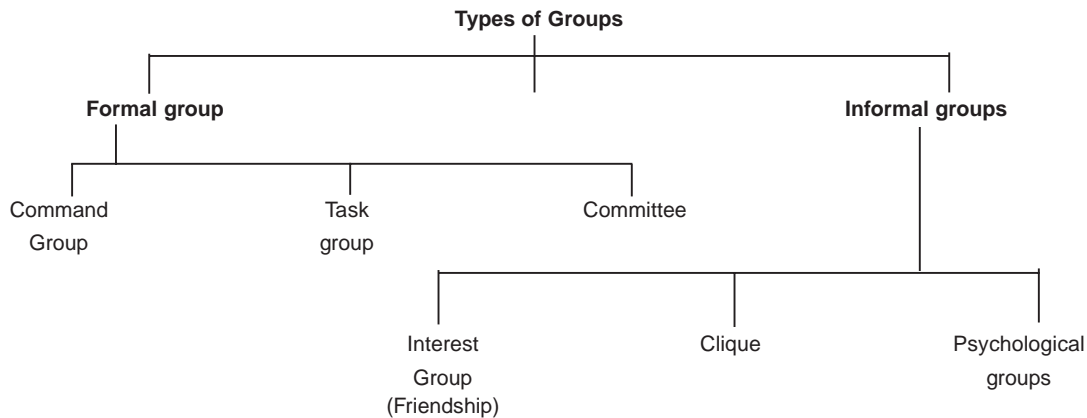 Types of Groups
Formal group
Informal groups
Command
Group
Task
group
Committee
Interest
Group
(Friendship)
Clique
Psychological
groups